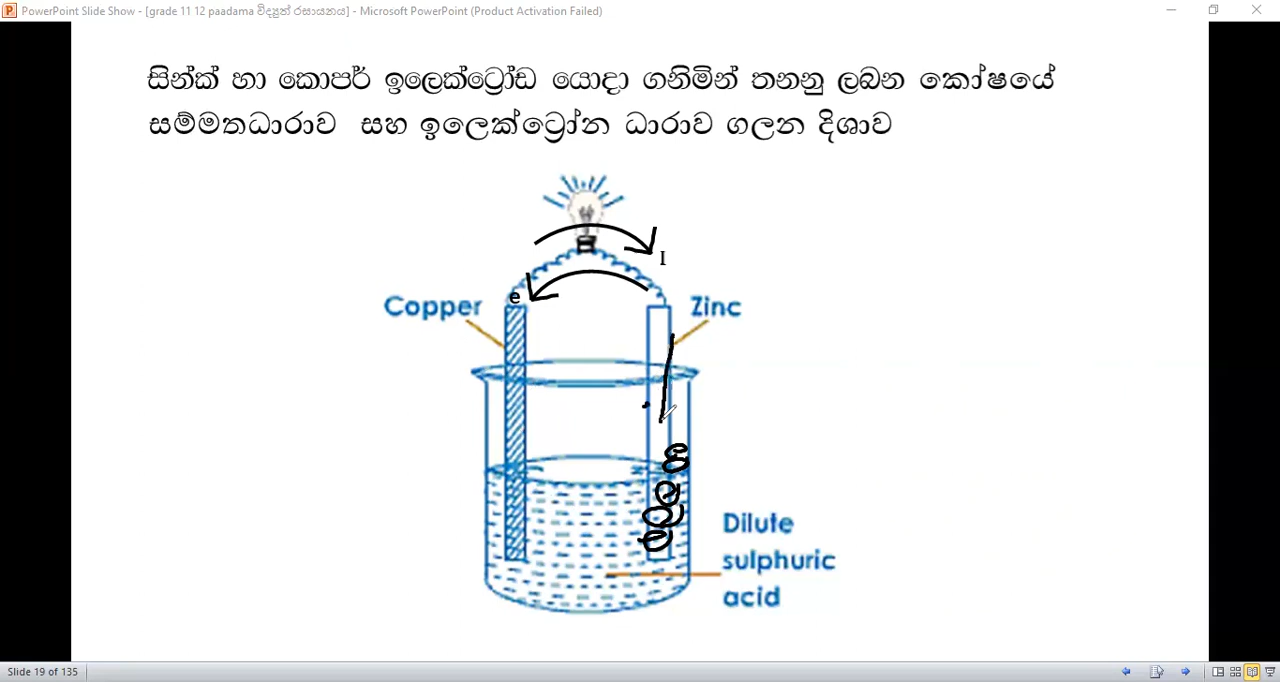 PowerPoint Slide Show - [grade 11 12 paadama විද්‍යුත් රසායනය] - Microsoft PowerPoint (Product Activation Failed)
සින්ක් හා කොපර් ඉලෙක්ට්‍රෝඩ යොදා ගනිමින් තනනු ලබන කෝෂයේ
සම්මතධාරාව සහ ඉලෙක්ට්‍රෝන ධාරාව ගලන දිශාව
I
e
Copper
Zinc
Dilute
sulphuric
acid
Slide 19 of 135